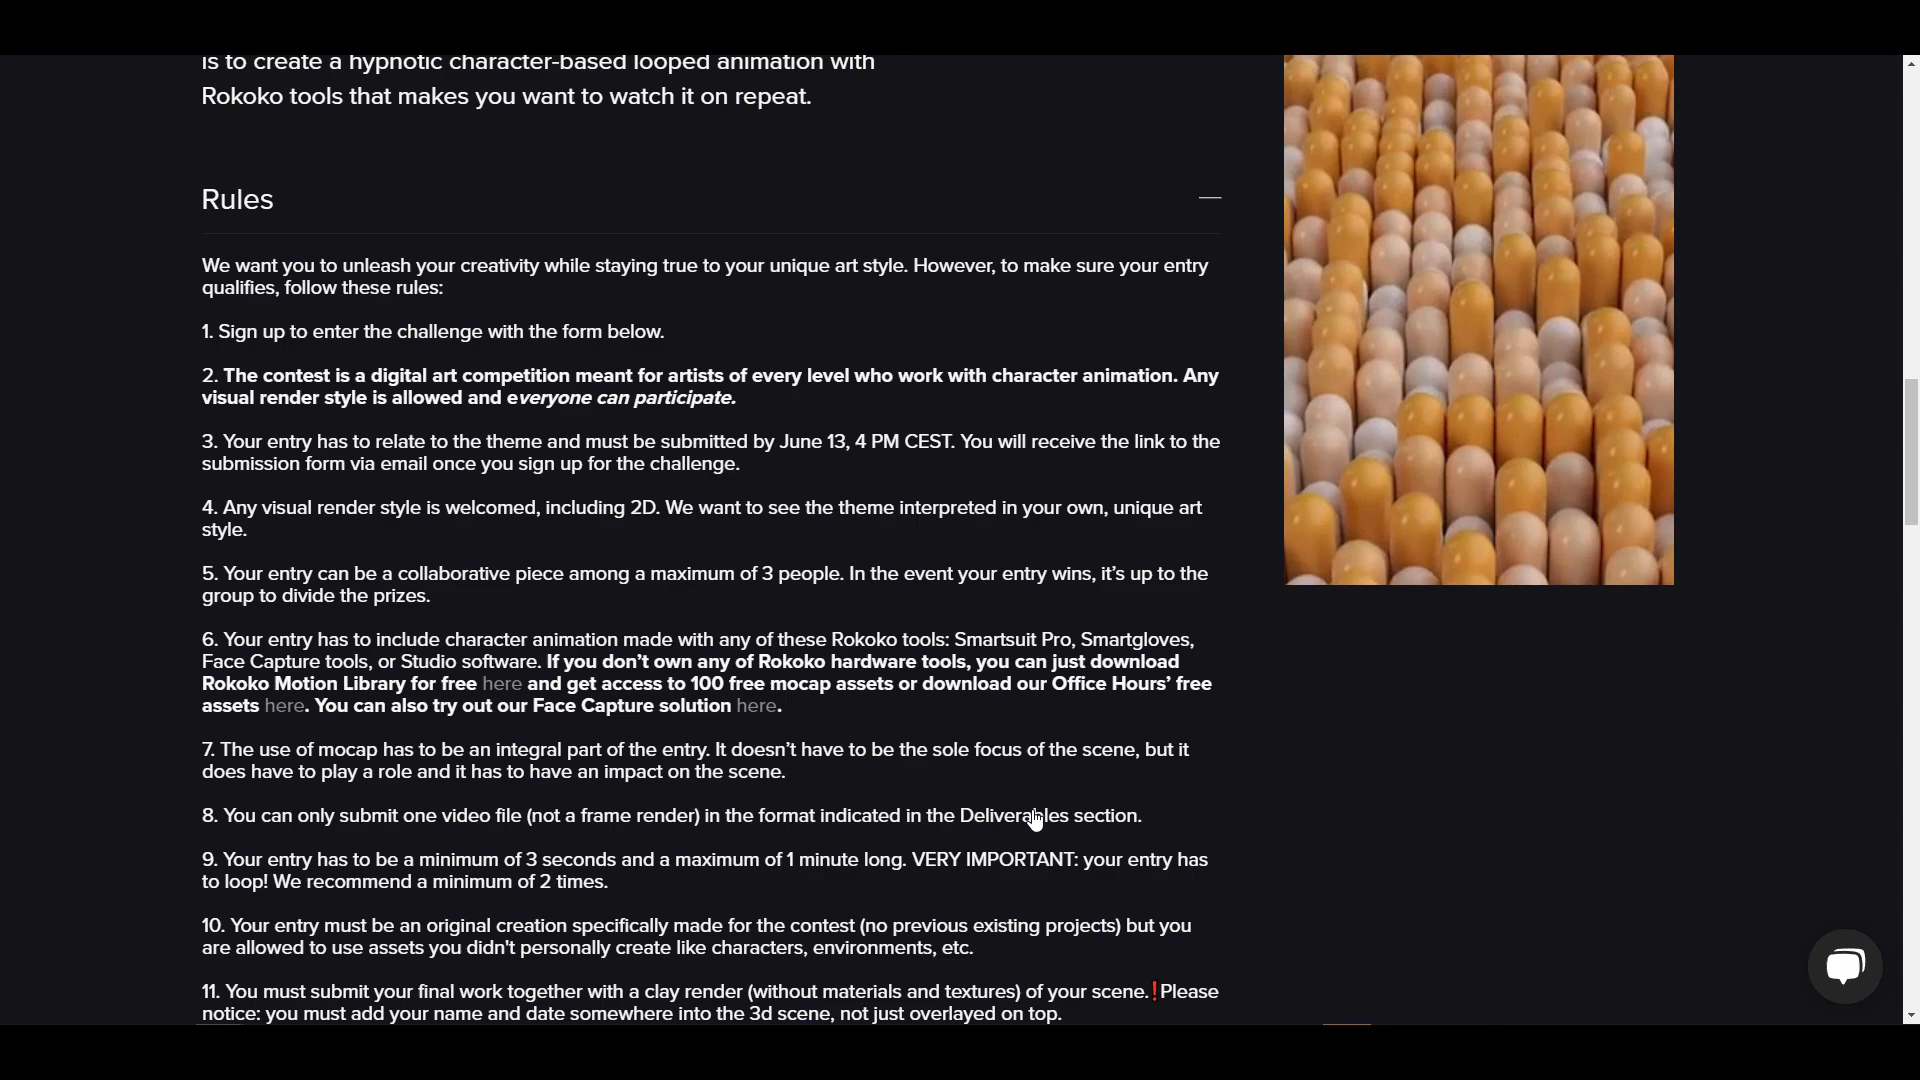 is to create a hypnotic character-based looped animation with
Rokoko tools that makes you want to watch it on repeat.
Rules
We want you to unleash your creativity while staying true to your unique art style. However, to make sure your entry
qualifies, follow these rules:
1. Sign up to enter the challenge with the form below.
2. The contest is a digital art competition meant for artists of every level who work with character animation. Any
visual render style is allowed and everyone can participate.
3. Your entry has to relate to the theme and must be submitted by June 13, 4 PM CEST. You will receive the link to the
submission form via email once you sign up for the challenge.
4. Any visual render style is welcomed, including 2D. We want to see the theme interpreted in your own, unique art
style.
5. Your entry can be a collaborative piece among a maximum of 3 people. In the event your entry wins, it’s up to the
group to divide the prizes.
6. Your entry has to include character animation made with any of these Rokoko tools: Smartsuit Pro, Smartgloves,
Face Capture tools, or Studio software. If you don’t own any of Rokoko hardware tools, you can just download
Rokoko Motion Library for free here and get access to 100 free mocap assets or download our Office Hours’ free
assets here. You can also try out our Face Capture solution here.
7. The use of mocap has to be an integral part of the entry. It doesn’t have to be the sole focus of the scene, but it
does have to play a role and it has to have an impact on the scene.
8. You can only submit one video file (not a frame render) in the format indicated in the Deliverables section.
9. Your entry has to be a minimum of 3 seconds and a maximum of 1 minute long. VERY IMPORTANT: your entry has
to loop! We recommend a minimum of 2 times.
10. Your entry must be an original creation specifically made for the contest (no previous existing projects) but you
are allowed to use assets you didn't personally create like characters, environments, etc.
11. You must submit your final work together with a clay render (without materials and textures) of your scene.❗Please
notice: you must add your name and date somewhere into the 3d scene, not just overlayed on top.